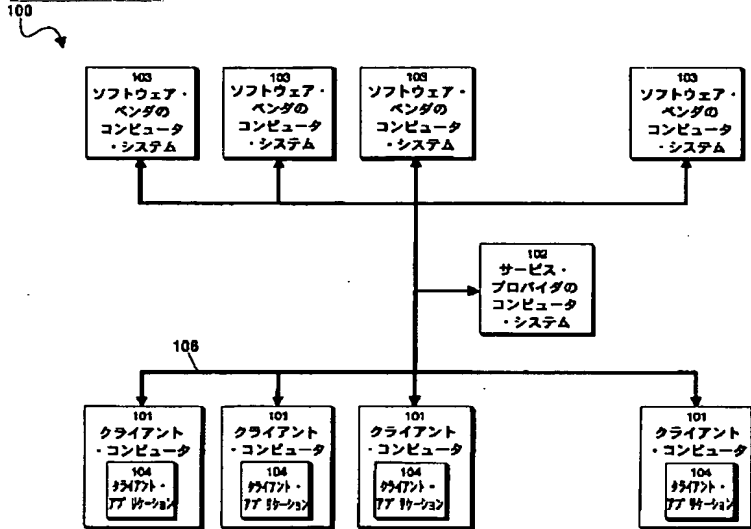 100
103
ソフトウェア・
ベンダの
コンピュータ
・システム
103
ソフトウェア・
ベンダの
コンピュータ
・システム
103
ソフトウェア・
ベンダの
コンピュータ
・システム
103
ソフトウェア・
ベンダの
コンピュータ
・システム
102
サービス・
プロバイダの
コンピュータ
・システム
106
101
クライアント
・コンピュータ
104
クライアント・
アプリケーション
101
クライアント
・コンピュータ
104
クライアント・
アプリケーション
101
クライアント
・コンピュータ
104
クライアント・
アプリケーション
101
クライアント
・コンピュータ
104
クライアント・
アプリケーション